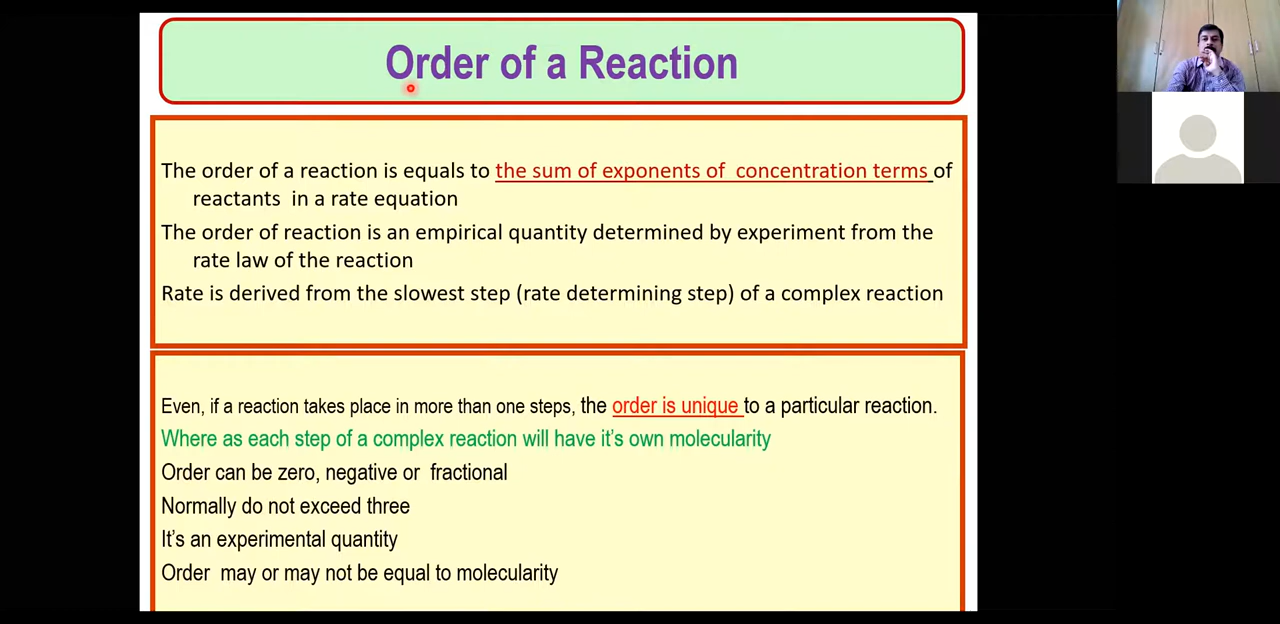 Order of a Reaction
The order of a reaction is equals to the sum of exponents of concentration terms of
reactants in a rate equation
The order of reaction is an empirical quantity determined by experiment from the
rate law of the reaction
Rate is derived from the slowest step (rate determining step) of a complex reaction
Even, if a reaction takes place in more than one steps, the order is unique to a particular reaction.
Where as each step of a complex reaction will have it's own molecularity
Order can be zero, negative or fractional
Normally do not exceed three
It's an experimental quantity
Order may or may not be equal to molecularity